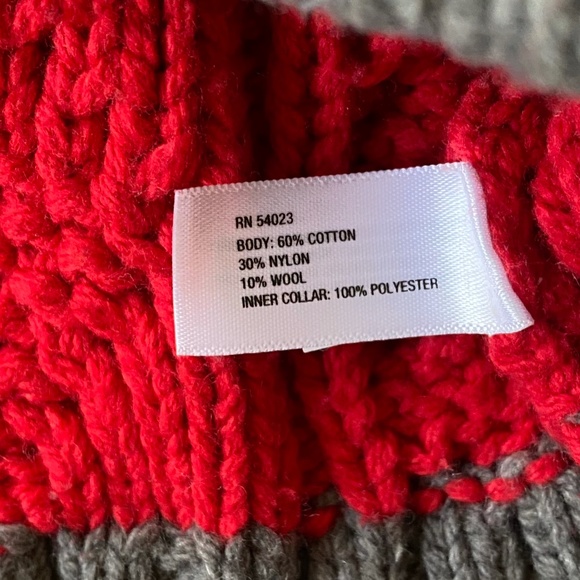 RN 54023
BODY: 60% COTTON
30% NYLON
10% WOOL
INNER COLLAR: 100% POLYESTER